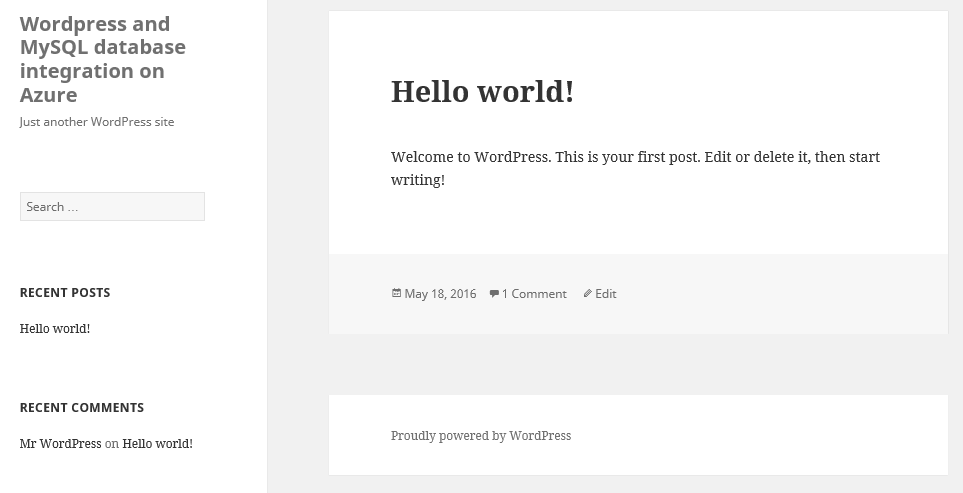 Wordpress and
MySQL database
integration on
Azure
Just another WordPress site
Search ...
RECENT POSTS
Hello world!
RECENT COMMENTS
Mr WordPress on Hello world!
Hello world!
Welcome to WordPress. This is your first post. Edit or delete it, then start
writing!
May 18, 2016 1 Comment Edit
Proudly powered by WordPress